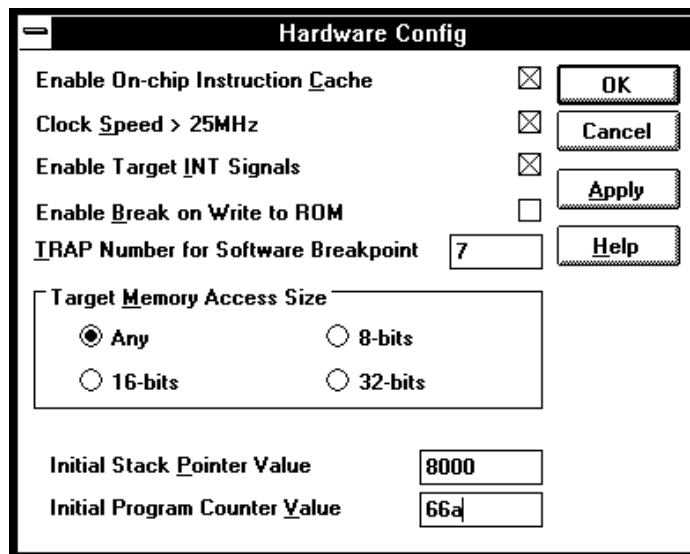 Hardware Config
Enable On-chip Instruction Cache
OK
Clock Speed > 25MHz
Cancel
Enable Target INT Signals
Apply
Enable Break on Write to ROM
TRAP Number for Software Breakpoint 7
Help
Target Memory Access Size
Any 8-bits
16-bits 32-bits
Initial Stack Pointer Value 8000
Initial Program Counter Value 66a